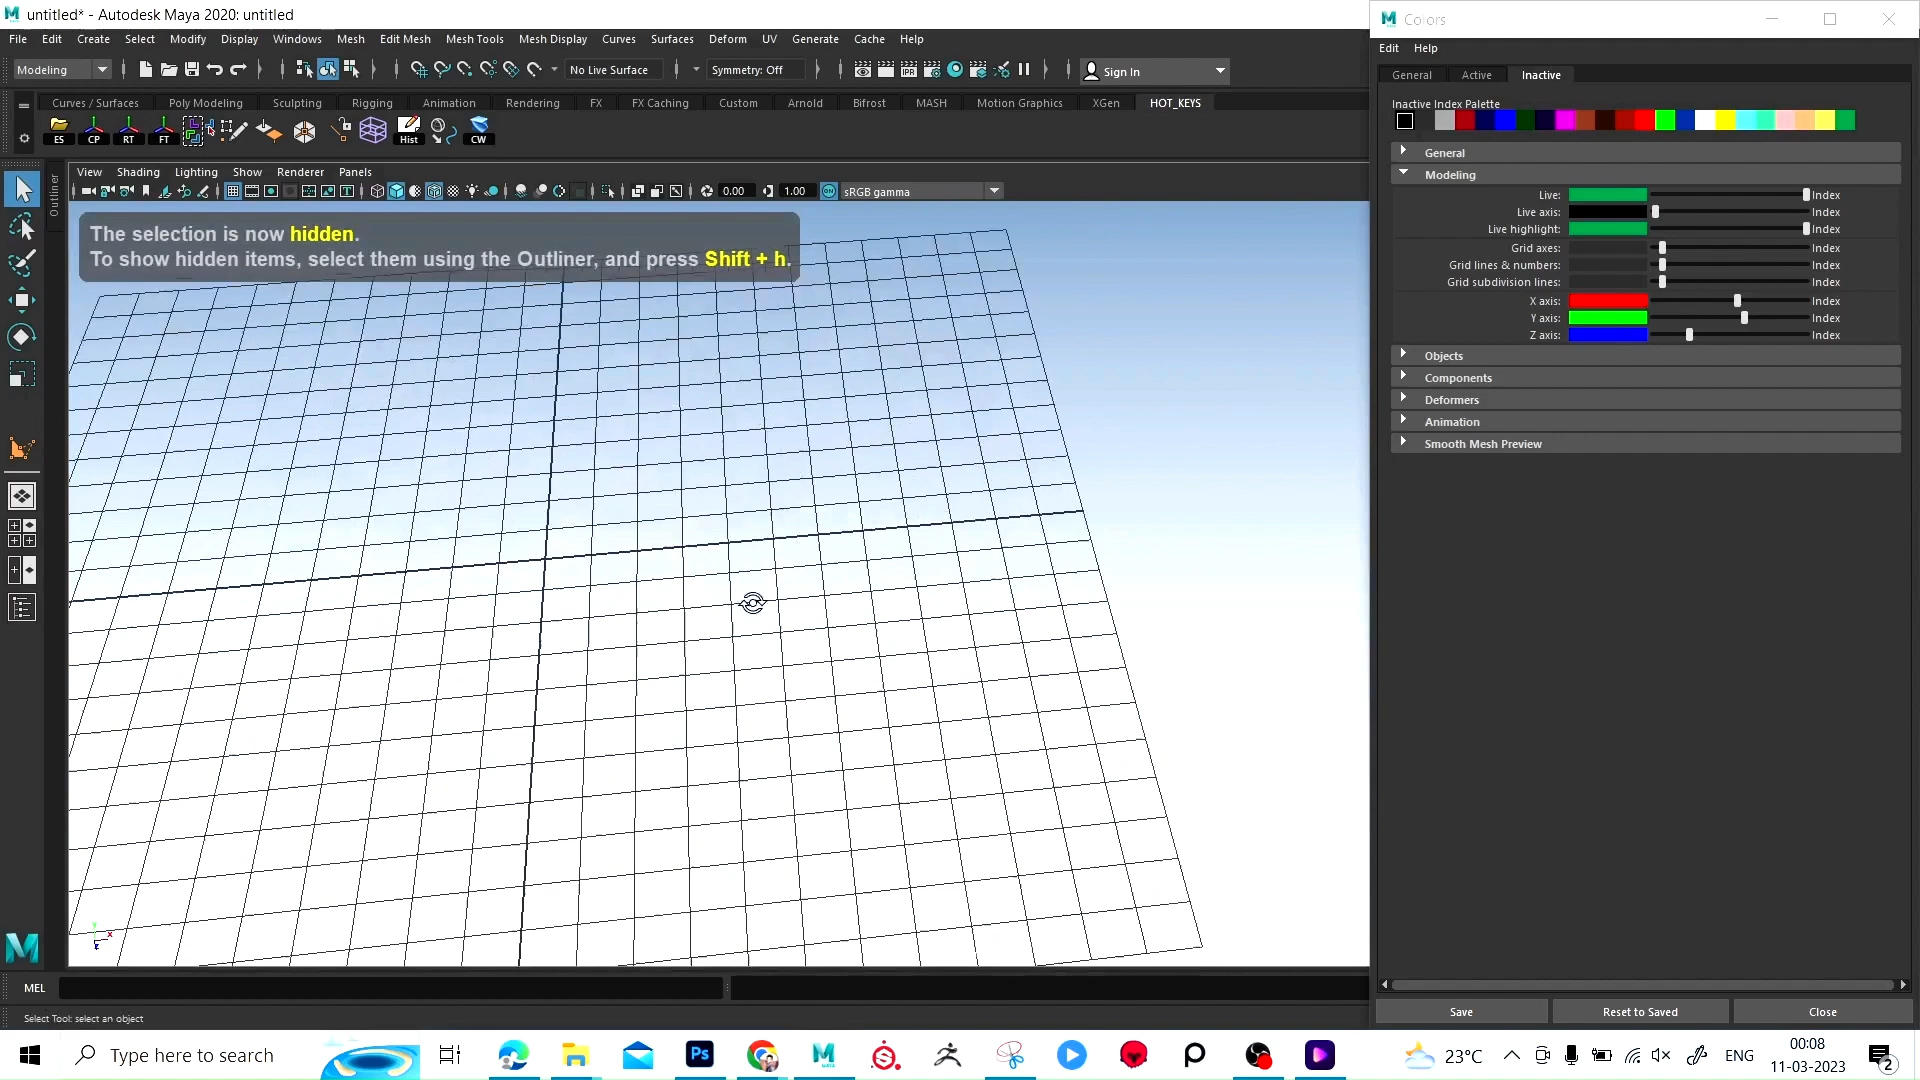 untitled* - Autodesk Maya 2020: untitled
Colors
File Edit Create Select Modify Display Windows Mesh Edit Mesh Mesh Tools Mesh Display Curves Surfaces Deform UV Generate Cache Help
Edit Help
Modeling
No Live Surface
Symmetry: Off
IPR
Sign In
General Active Inactive
Curves / Surfaces Poly Modeling Sculpting Rigging Animation Rendering FX FX Caching Custom Arnold Bifrost MASH Motion Graphics XGen HOT_KEYS
Inactive Index Palette
ES CP RT FT Hist CW
General
Modeling
View Shading Lighting Show Renderer Panels
0.00 1.00 ON sRGB gamma
Outliner
The selection is now hidden.
To show hidden items, select them using the Outliner, and press Shift + h.
Live: Index
Live axis: Index
Live highlight: Index
Grid axes: Index
Grid lines & numbers: Index
Grid subdivision lines: Index
X axis: Index
Y axis: Index
Z axis: Index
Objects
Components
Deformers
Animation
Smooth Mesh Preview
MEL
Select Tool: select an object
Save Reset to Saved Close
Type here to search
Ps
23°C
ENG
00:08
11-03-2023
2